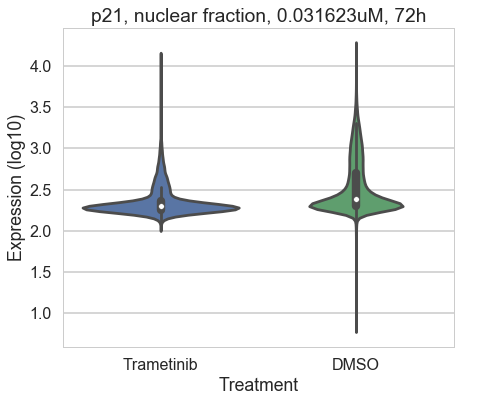 p21, nuclear fraction, 0.031623uM, 72h
Expression (log10)
4.0
3.5
3.0
2.5
2.0
1.5
1.0
Trametinib
DMSO
Treatment